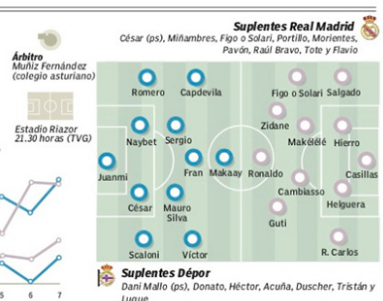 Suplentes Real Madrid
César (ps), Miñambres, Figo o Solari, Portillo, Morientes,
Pavón, Raúl Bravo, Tote y Flavio
Árbitro
Muñiz Fernández
(colegio asturiano)
Estadio Riazor
21.30 horas (TVG)
Romero Capdevila Figo o Solari Salgado
Zidane
Naybet Sergio Makélélé Hierro
Juanmi Fran Makaay Ronaldo Casillas
Cambiasso
César Mauro Silva Helguera
Guti
Scaloni Víctor R. Carlos
Suplentes Dépor
Dani Mallo (ps), Donato, Héctor, Acuña, Duscher, Tristán y
Luque
5 6 7